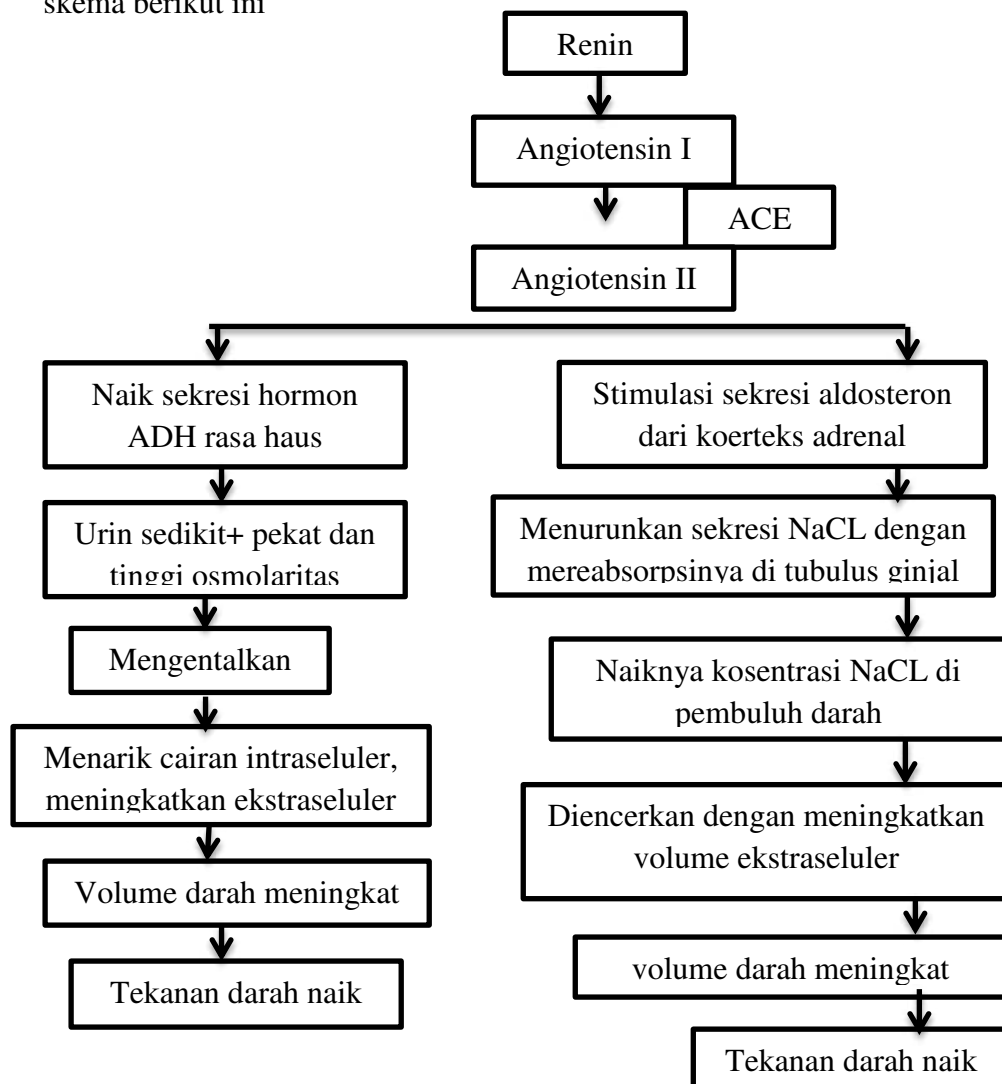 skema berikut ini
Renin
Angiotensin I
ACE
Angiotensin II
Naik sekresi hormon
ADH rasa haus
Urin sedikit+ pekat dan
tinggi osmolaritas
Mengentalkan
Menarik cairan intraseluler,
meningkatkan ekstraseluler
Volume darah meningkat
Tekanan darah naik
Stimulasi sekresi aldosteron
dari koerteks adrenal
Menurunkan sekresi NaCL dengan
mereabsorpsinya di tubulus ginjal
Naiknya kosentrasi NaCL di
pembuluh darah
Diencerkan dengan meningkatkan
volume ekstraseluler
volume darah meningkat
Tekanan darah naik